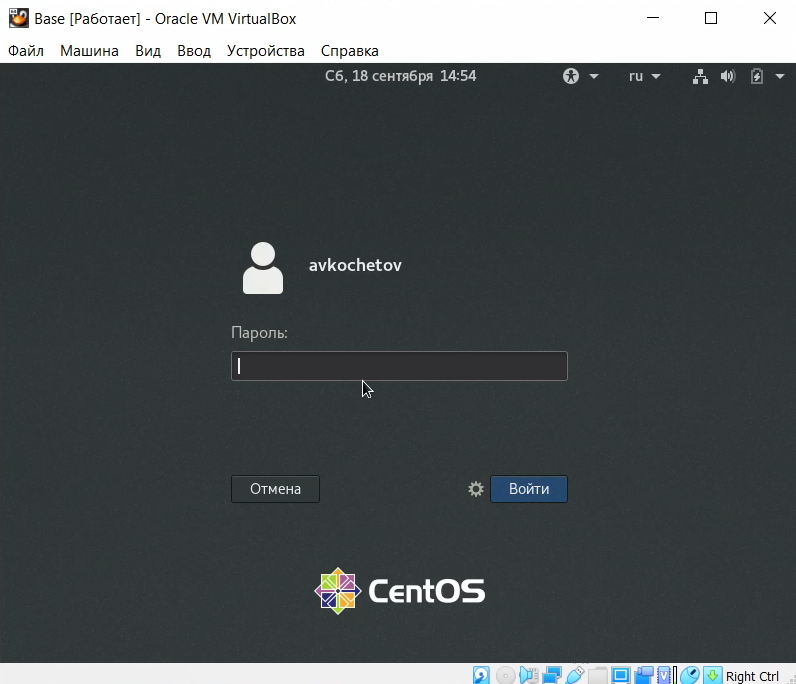 Base [Работает] - Oracle VM VirtualBox
Файл Машина Вид Ввод Устройства Справка
Сб, 18 сентября 14:54 ru
avkochetov
Пароль:
Отмена Войти
CentOS
Right Ctrl